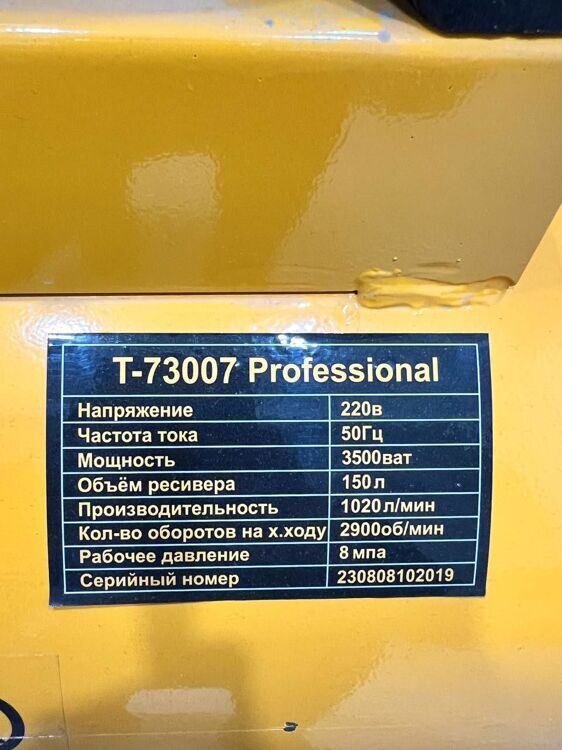 T-73007 Professional
Напряжение 220в
Частота тока 50Гц
Мощность 3500ват
Объём ресивера 150 л
Производительность 1020 л/мин
Кол-во оборотов на х.ходу 2900об/мин
Рабочее давление 8 мпа
Серийный номер 230808102019